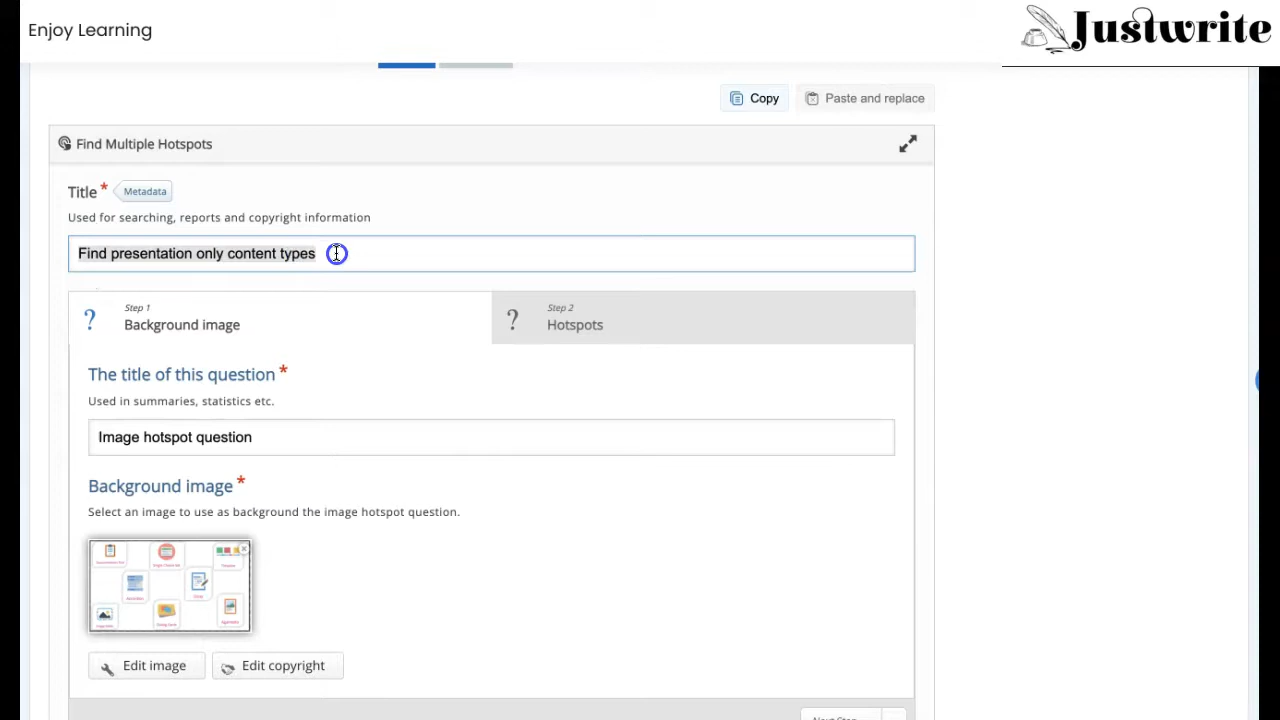 Enjoy Learning
Justwrite
Copy
Paste and replace
Find Multiple Hotspots
Title *
Metadata
Used for searching, reports and copyright information
Find presentation only content types
Step 1
Background image
Step 2
Hotspots
The title of this question *
Used in summaries, statistics etc.
Image hotspot question
Background image *
Select an image to use as background the image hotspot question.
Edit image
Edit copyright